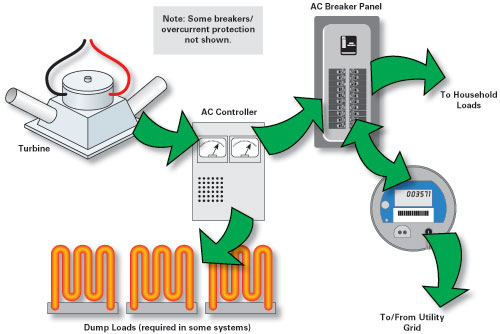 AC Breaker Panel
Note: Some breakers/
overcurrent protection
not shown.
To Household
Loads
AC Controller
Turbine
Dump Loads (required in some systems)
To/From Utility
Grid